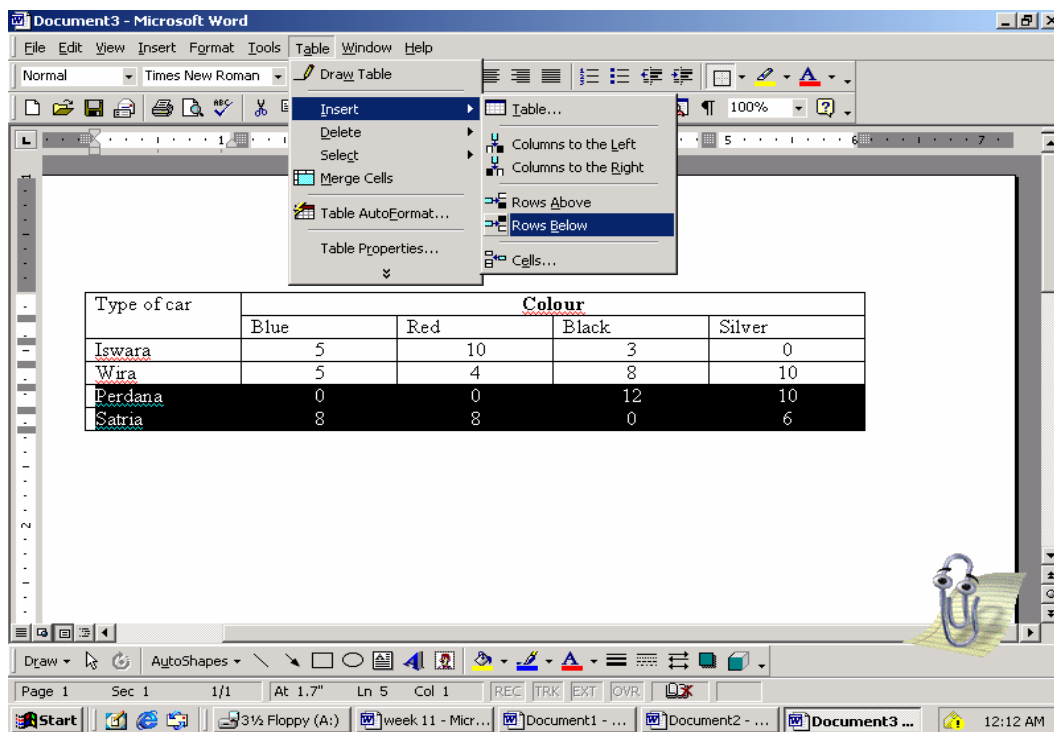 Document3 - Microsoft Word
File Edit View Insert Format Tools Table Window Help
Normal Times New Roman
Draw Table
Insert
Delete
Select
Merge Cells
Table AutoFormat...
Table Properties...
Table...
Columns to the Left
Columns to the Right
Rows Above
Rows Below
Cells...
100%
L 1 5 6 7
Type of car Colour
Blue Red Black Silver
Iswara 5 10 3 0
Wira 5 4 8 10
Perdana 0 0 12 10
Satria 8 8 0 6
2
Draw AutoShapes
Page 1 Sec 1 1/1 At 1.7" Ln 5 Col 1 REC TRK EXT OVR
Start 3½ Floppy (A:) week 11 - Micr... Document1 - ... Document2 - ... Document3 ... 12:12 AM